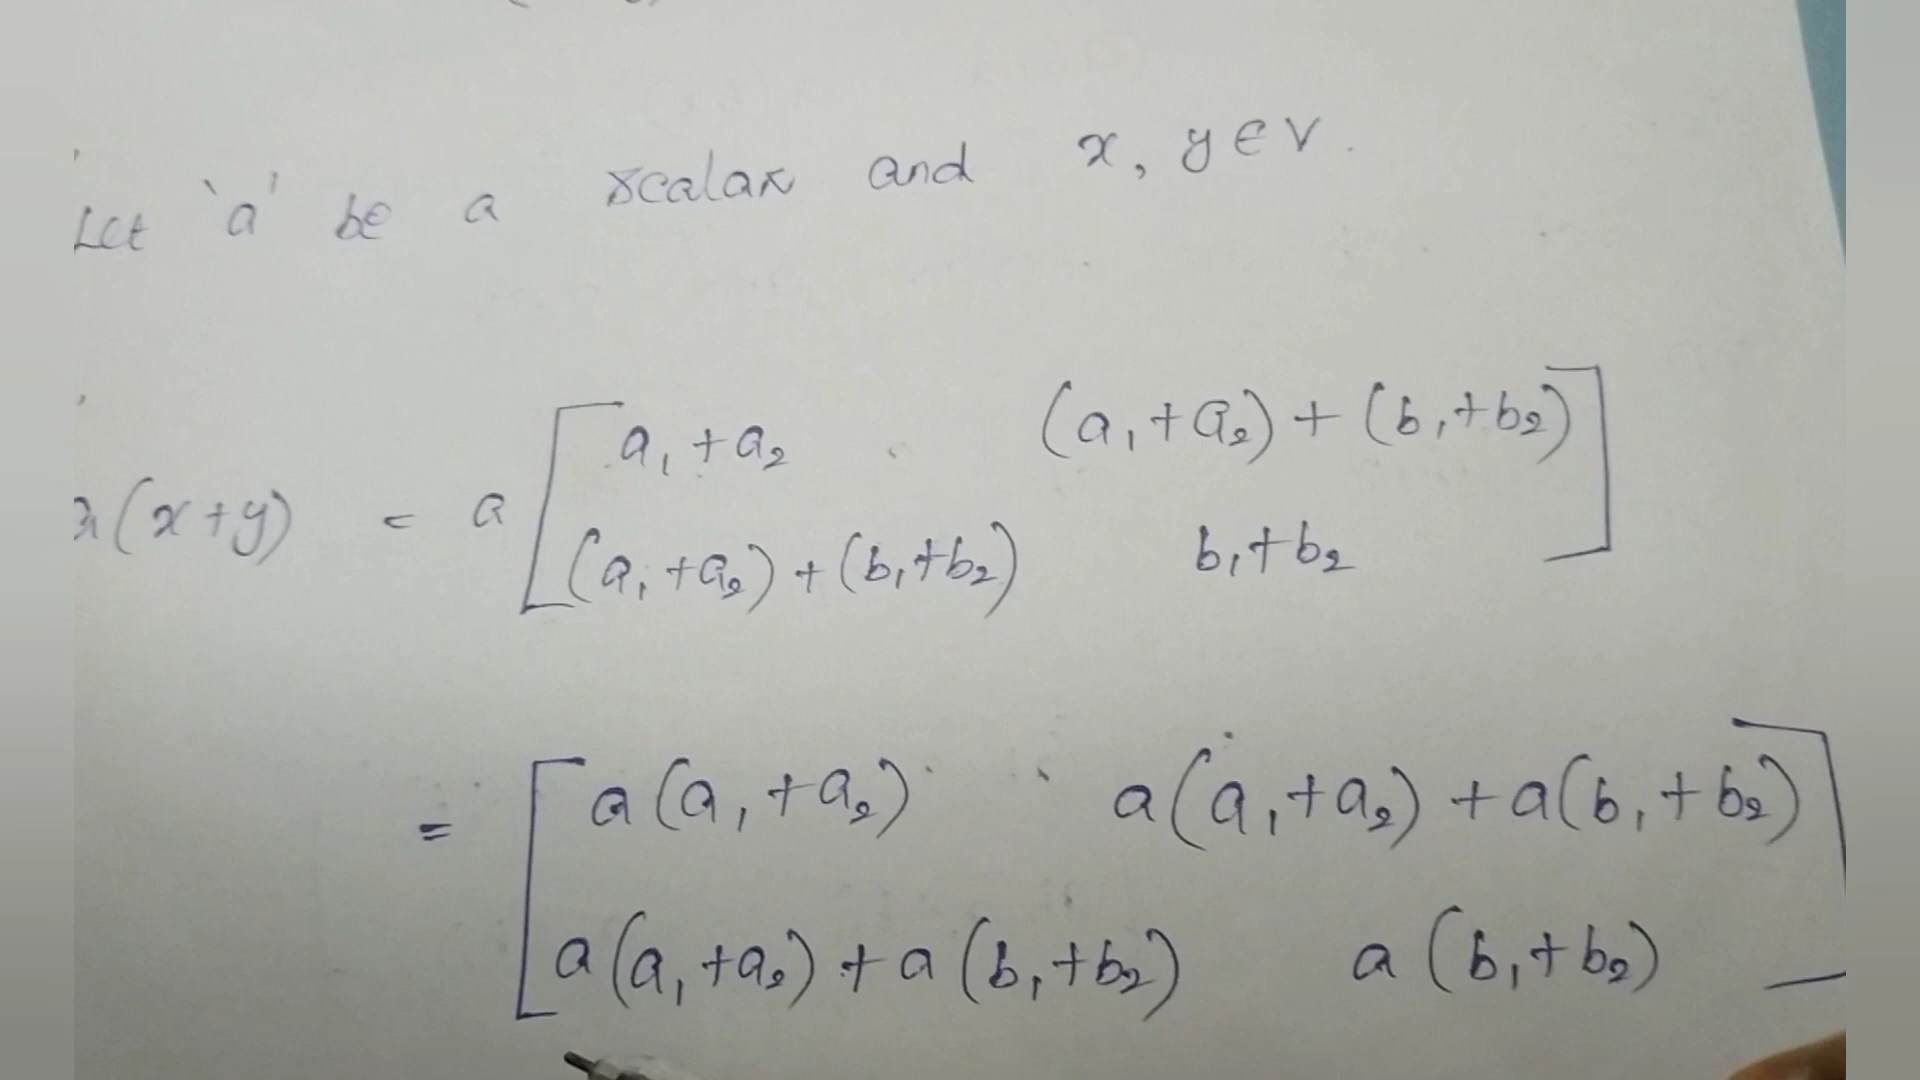 Let 'a' be a scalar and x, y ∈ V.
a(x+y) = a [ a₁+a₂ (a₁+a₂)+(b₁+b₂) ]
[ (a₁+a₂)+(b₁+b₂) b₁+b₂ ]
= [ a(a₁+a₂) a(a₁+a₂)+a(b₁+b₂) ]
[ a(a₁+a₂)+a(b₁+b₂) a(b₁+b₂) ]